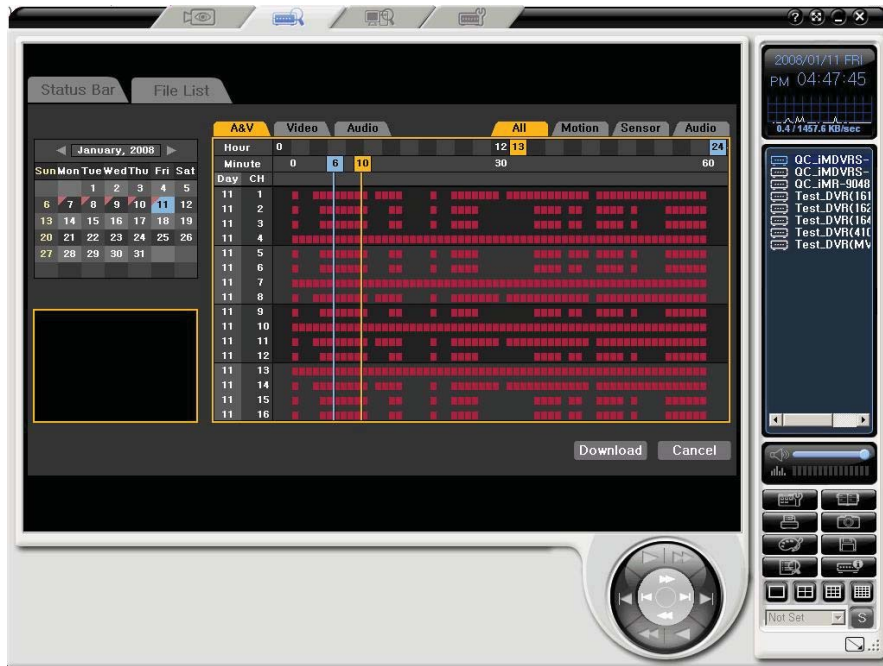 2008/01/11 FRI
PM 04:47:45
0.4 / 1457.6 KB/sec
Status Bar File List
A&V Video Audio All Motion Sensor Audio
January, 2008
Sun Mon Tue Wed Thu Fri Sat
1 2 3 4 5
6 7 8 9 10 11 12
13 14 15 16 17 18 19
20 21 22 23 24 25 26
27 28 29 30 31
Hour 0 12 13 24
Minute 0 6 10 30 60
Day CH
11 1
11 2
11 3
11 4
11 5
11 6
11 7
11 8
11 9
11 10
11 11
11 12
11 13
11 14
11 15
11 16
Download Cancel
QC_iMDVRS-
QC_iMDVRS-
QC_iMR-9048
Test_DVR(161
Test_DVR(162
Test_DVR(164
Test_DVR(410
Test_DVR(MV
Not Set S